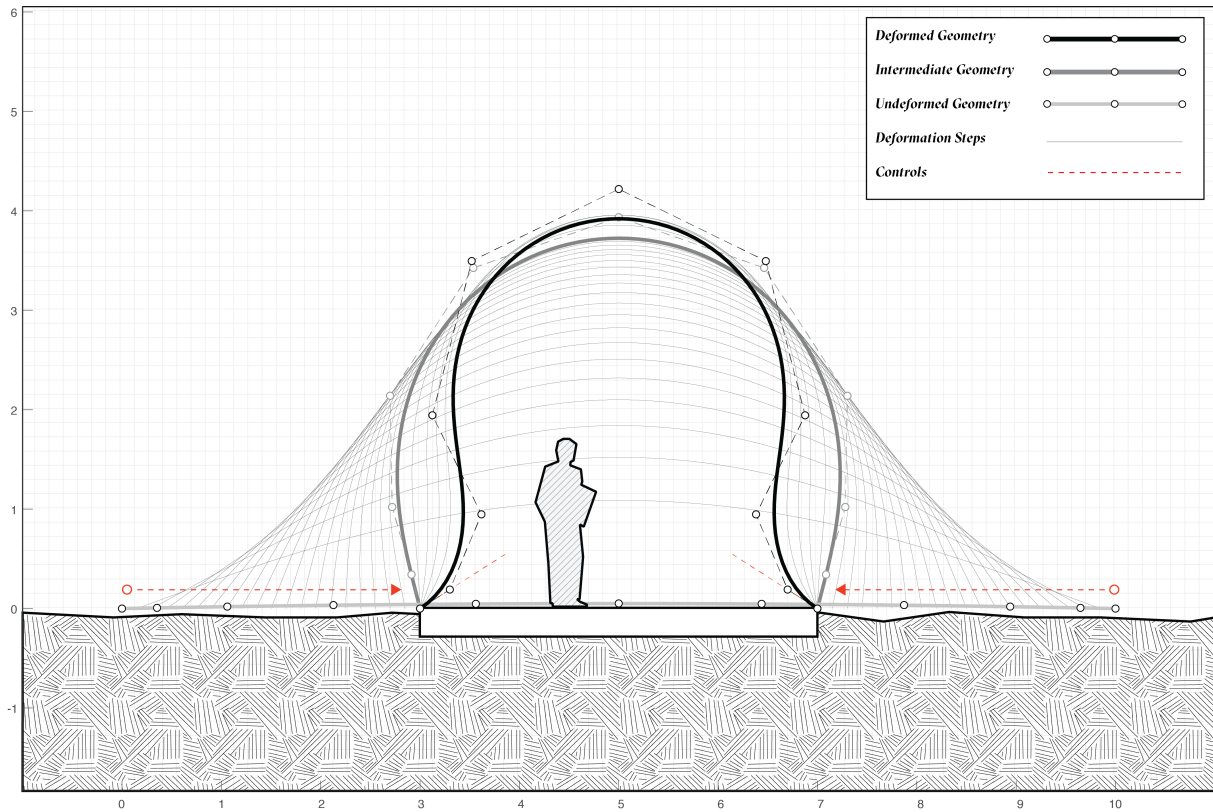 6
5
4
3
2
1
0
-1
Deformed Geometry
Intermediate Geometry
Undeformed Geometry
Deformation Steps
Controls
0 1 2 3 4 5 6 7 8 9 10